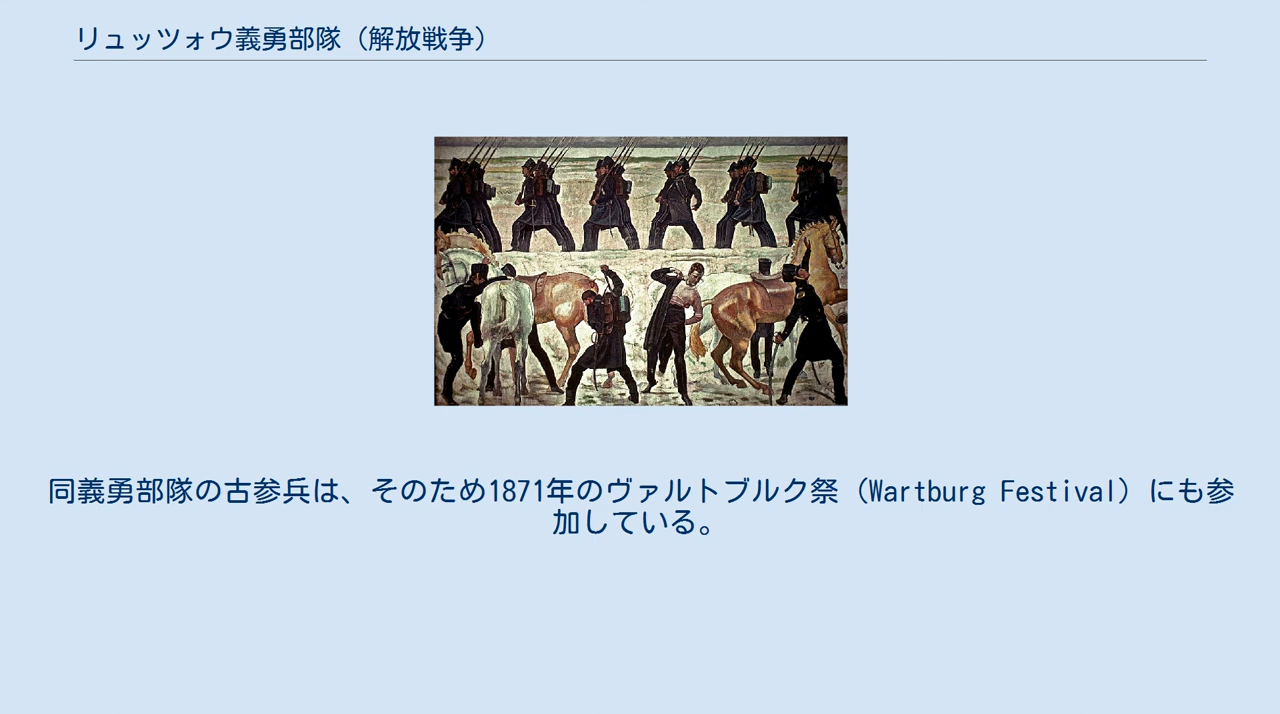 リュッツォウ義勇部隊（解放戦争）
同義勇部隊の古参兵は、そのため1871年のヴァルトブルク祭（Wartburg Festival）にも参
加している。